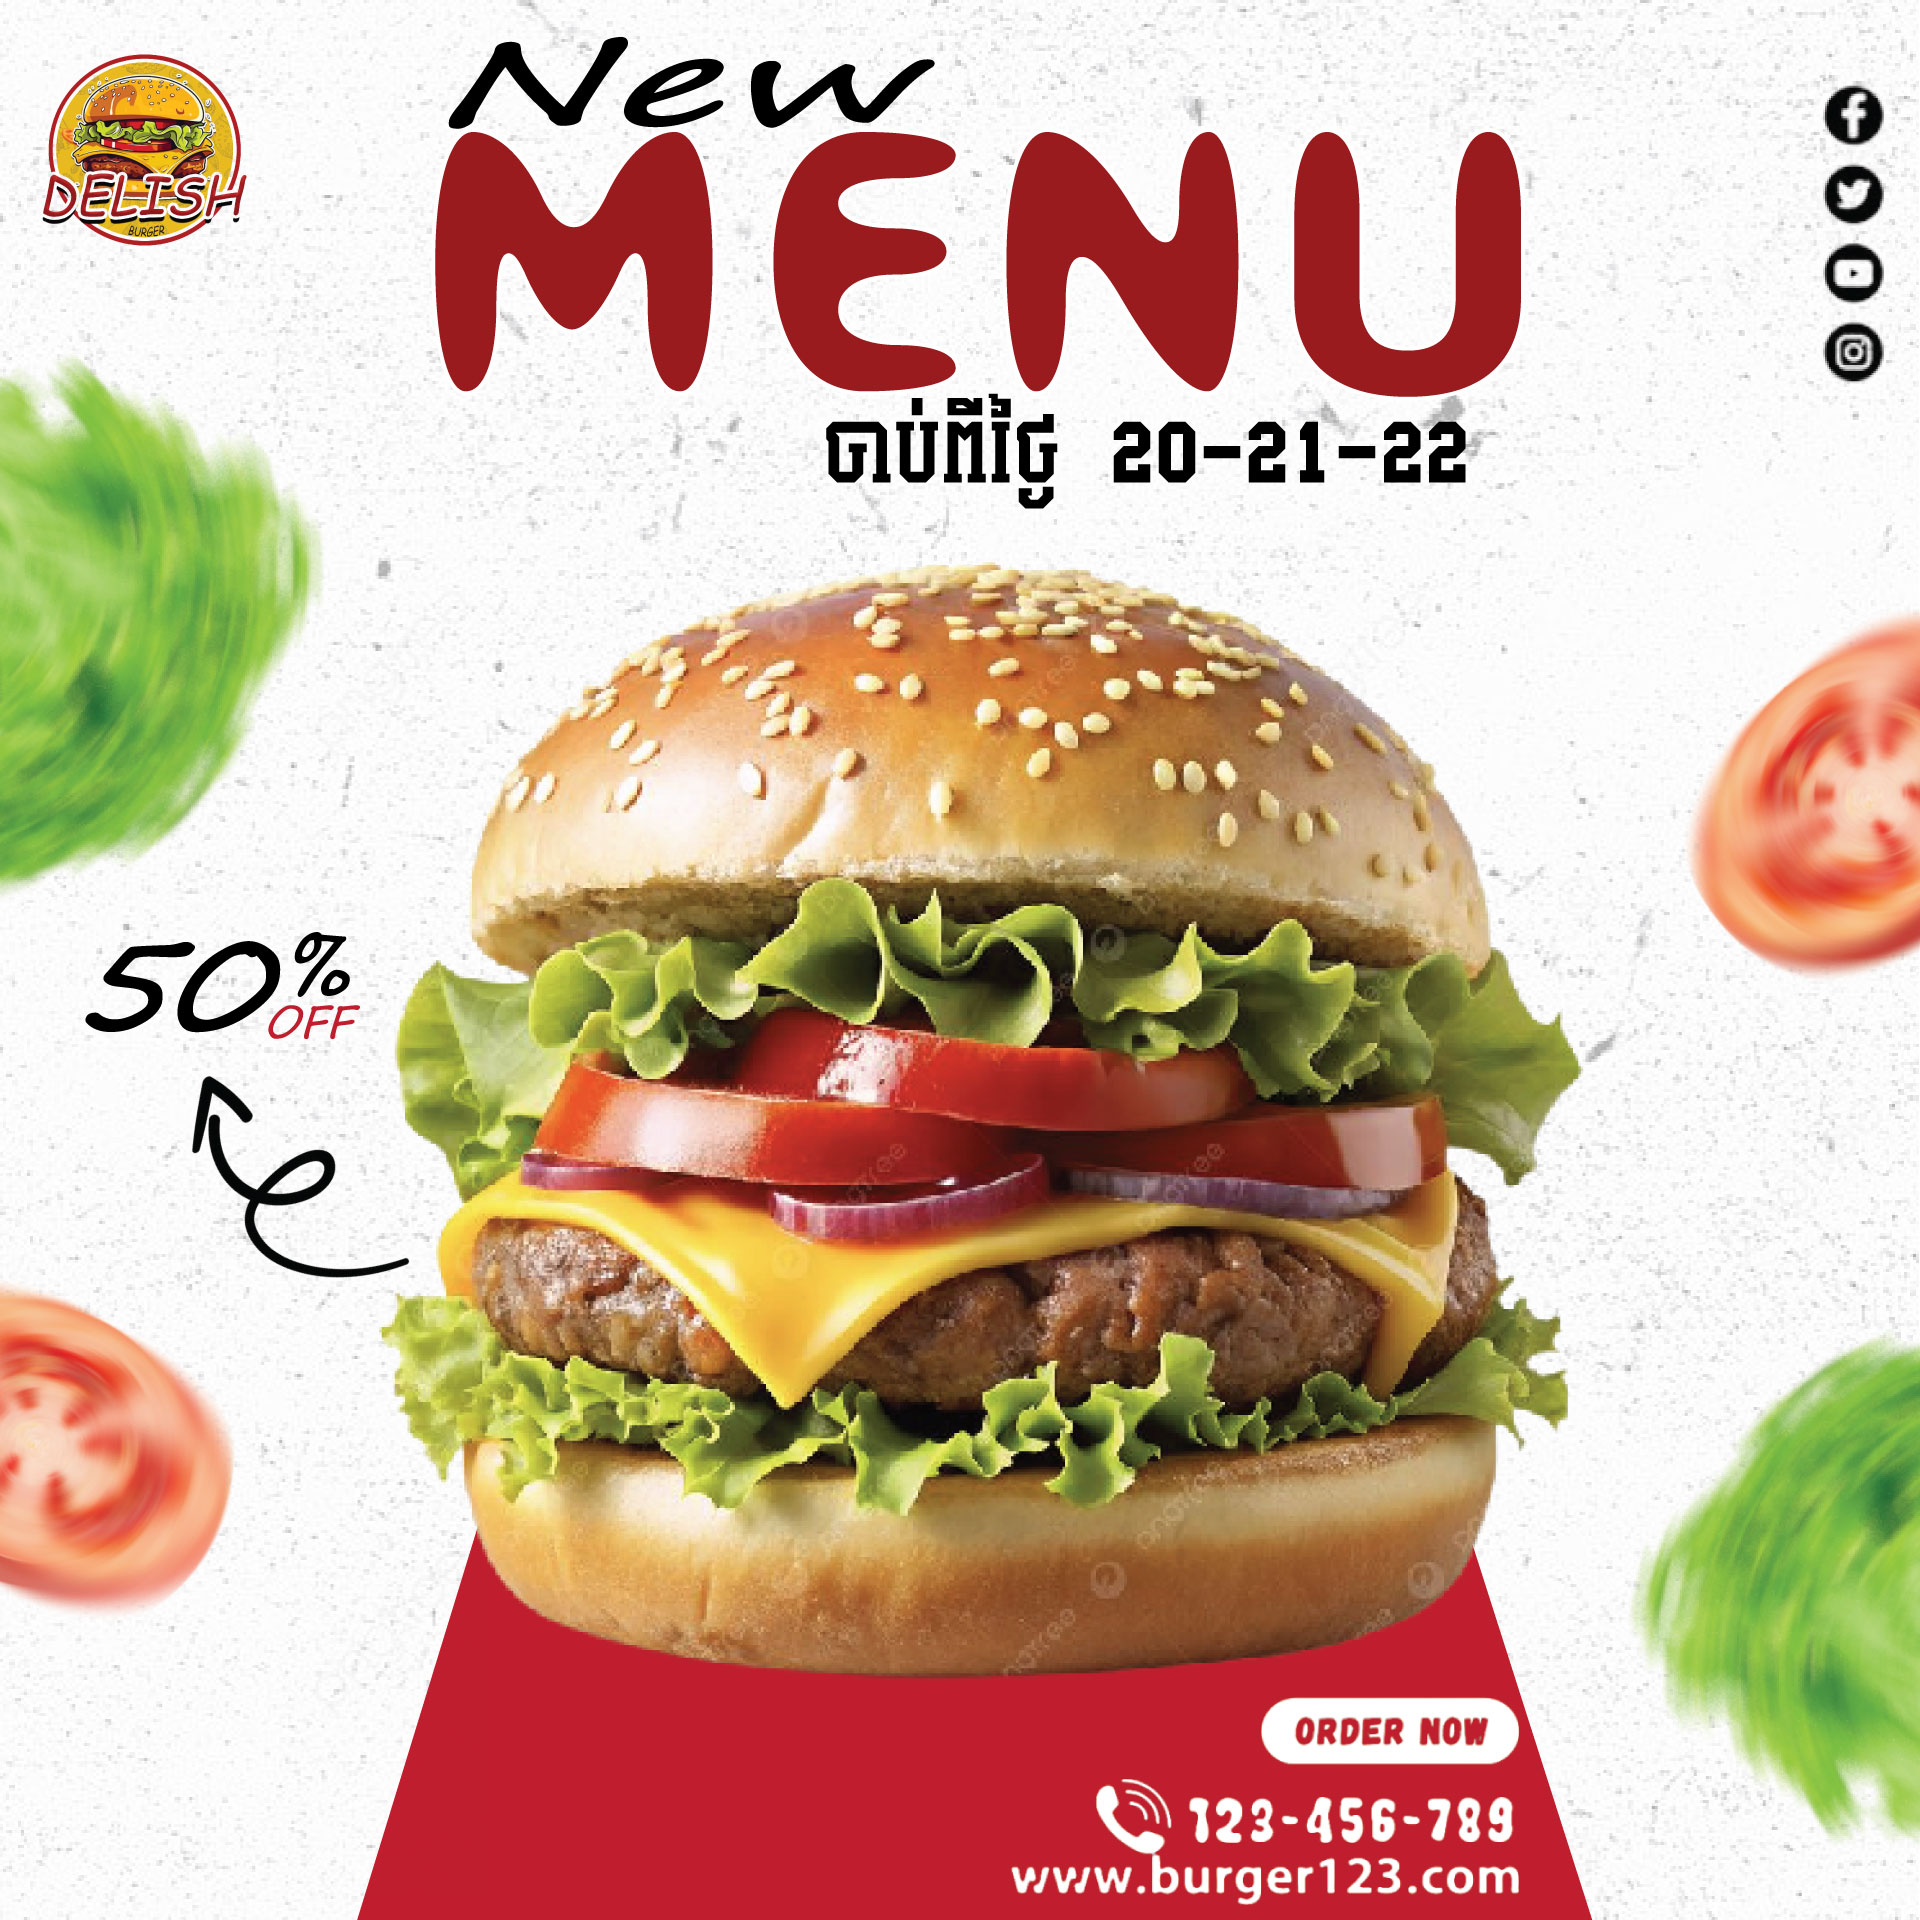 DELISH
BURGER
New
MENU
ចាប់ពីថ្ងៃ 20-21-22
50%
OFF
ORDER NOW
123-456-789
www.burger123.com